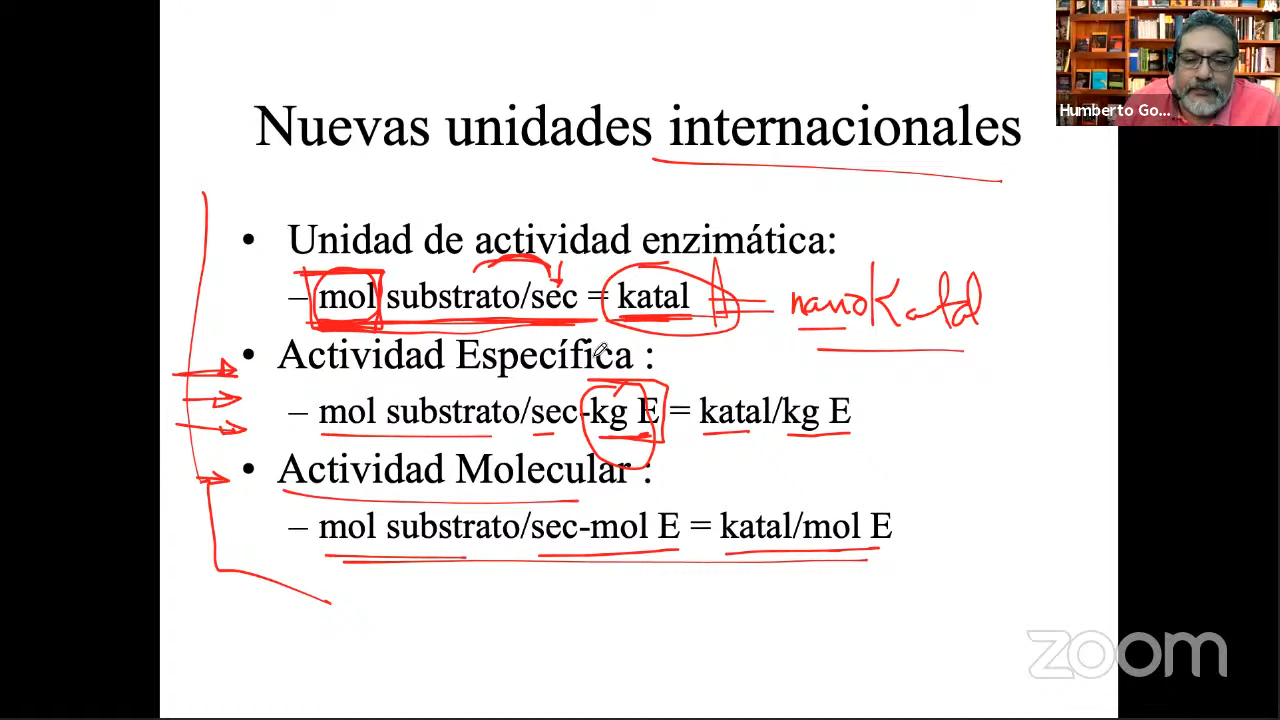 Humberto Go...
Nuevas unidades internacionales
• Unidad de actividad enzimática:
– mol substrato/sec = katal = nanoKatal
• Actividad Específica :
– mol substrato/sec-kg E = katal/kg E
• Actividad Molecular :
– mol substrato/sec-mol E = katal/mol E
zoom